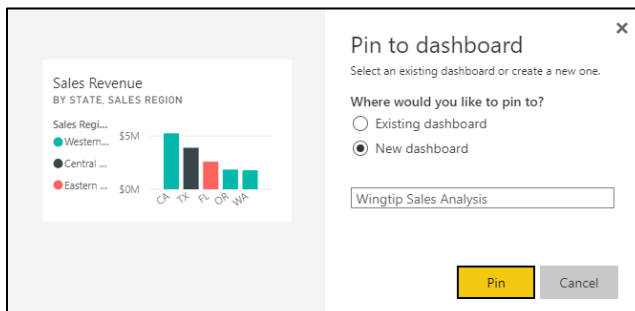 Pin to dashboard
Select an existing dashboard or create a new one.
Where would you like to pin to?
Existing dashboard
New dashboard
Wingtip Sales Analysis
Pin
Cancel
Sales Revenue
BY STATE, SALES REGION
Sales Regi...
Western...
Central ...
Eastern ...
$5M
$0M
CA
TX
FL
OR
WA